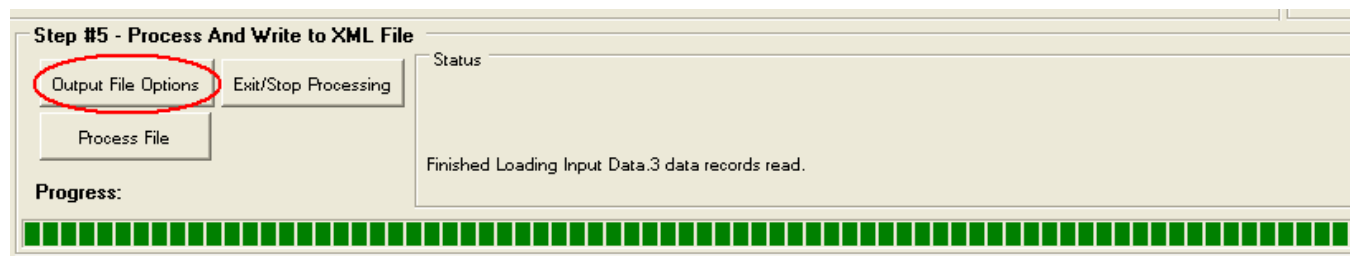 Step #5 - Process And Write to XML File
Output File Options
Exit/Stop Processing
Process File
Status
Finished Loading Input Data.3 data records read.
Progress: